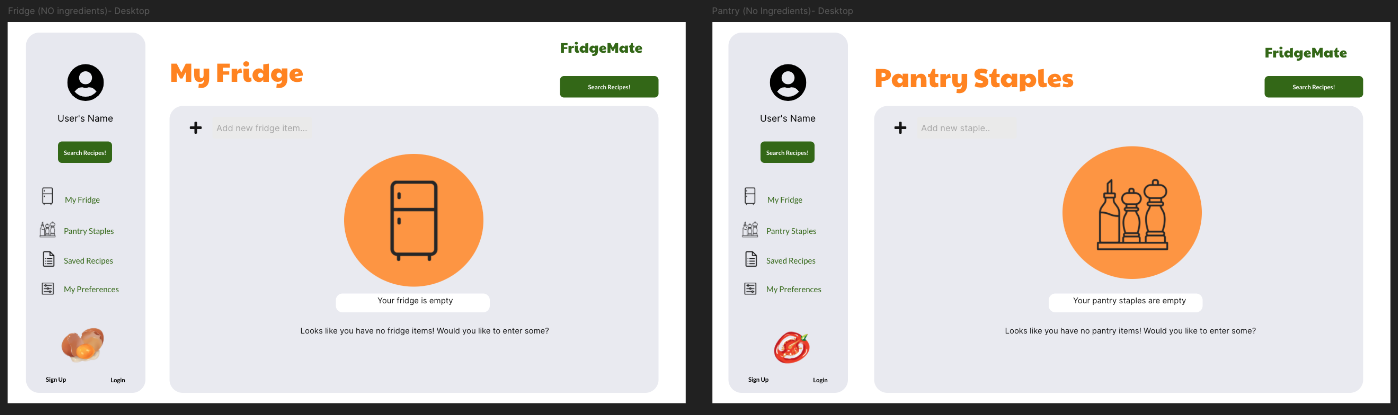 Fridge (NO ingredients)- Desktop
FridgeMate
My Fridge
Search Recipes!
User's Name
Search Recipes!
My Fridge
Pantry Staples
Saved Recipes
My Preferences
Sign Up
Login
Add new fridge item...
Your fridge is empty
Looks like you have no fridge items! Would you like to enter some?
Pantry (No Ingredients)- Desktop
FridgeMate
Pantry Staples
Search Recipes!
User's Name
Search Recipes!
My Fridge
Pantry Staples
Saved Recipes
My Preferences
Sign Up
Login
Add new staple..
Your pantry staples are empty
Looks like you have no pantry items! Would you like to enter some?